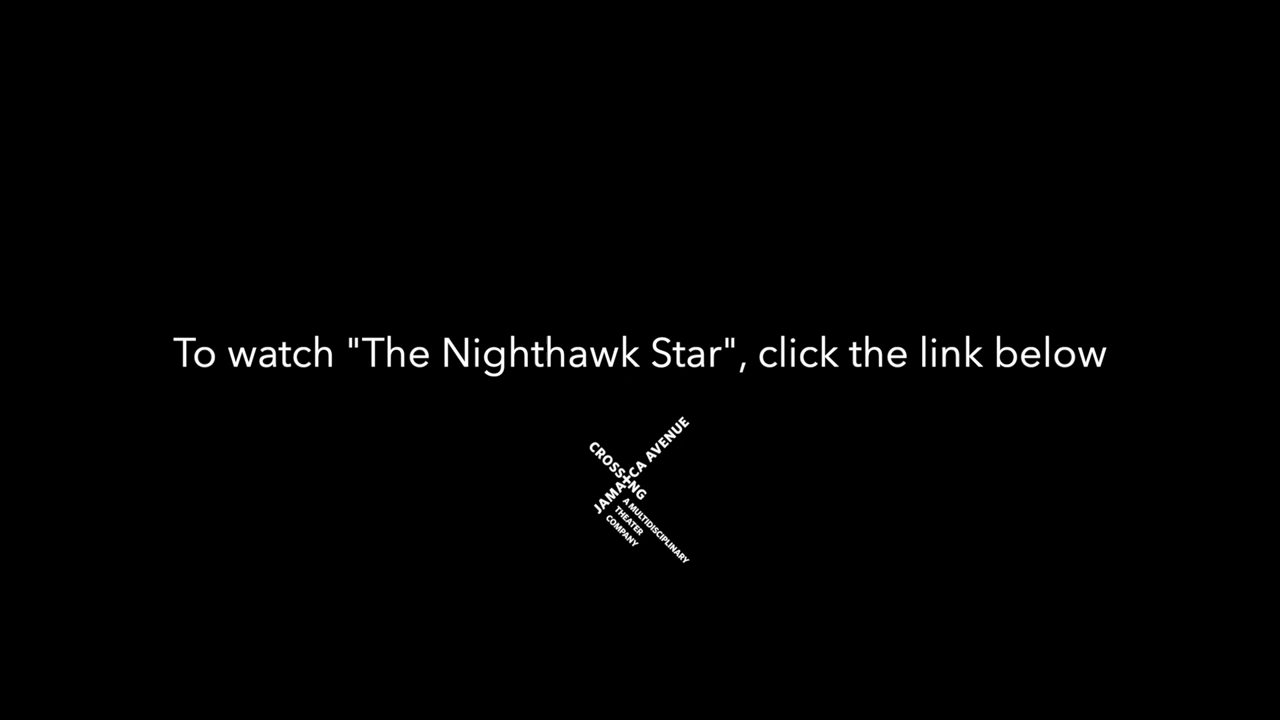 To watch "The Nighthawk Star", click the link below
CROSSING
JAMAICA AVENUE
A MULTIDISCIPLINARY
THEATER
COMPANY